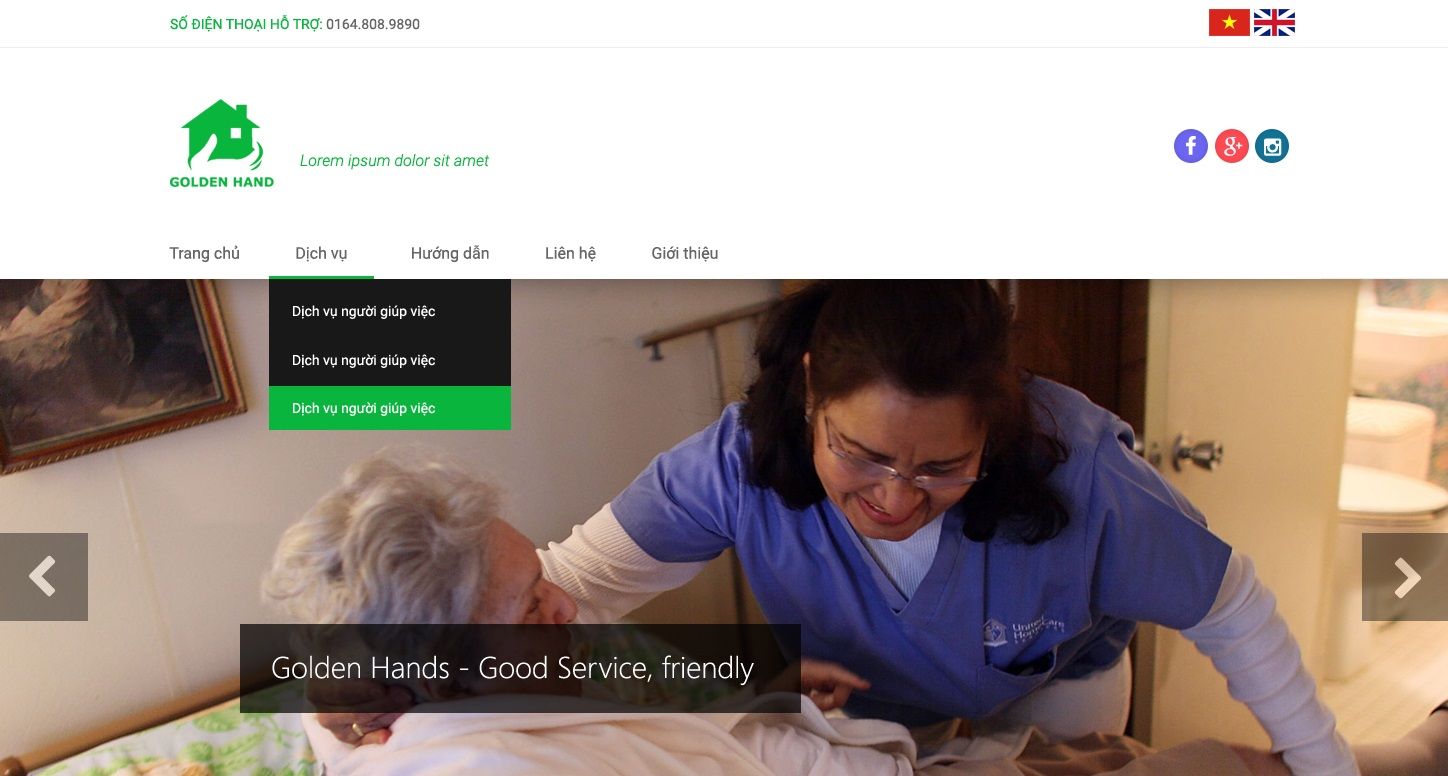 SỐ ĐIỆN THOẠI HỖ TRỢ: 0164.808.9890
GOLDEN HAND
Lorem ipsum dolor sit amet
Trang chủ Dịch vụ Hướng dẫn Liên hệ Giới thiệu
Dịch vụ người giúp việc
Dịch vụ người giúp việc
Dịch vụ người giúp việc
Golden Hands - Good Service, friendly